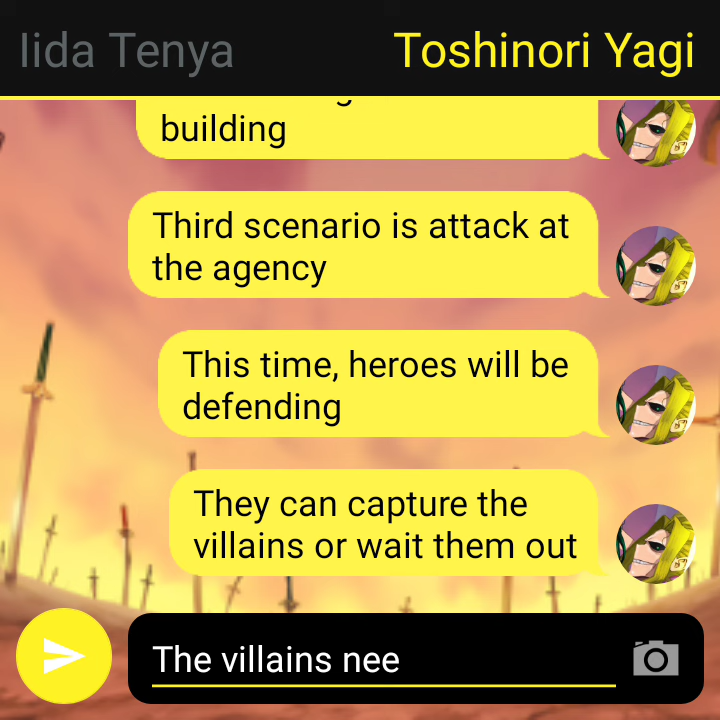 Iida Tenya Toshinori Yagi
building
Third scenario is attack at
the agency
This time, heroes will be
defending
They can capture the
villains or wait them out
The villains nee